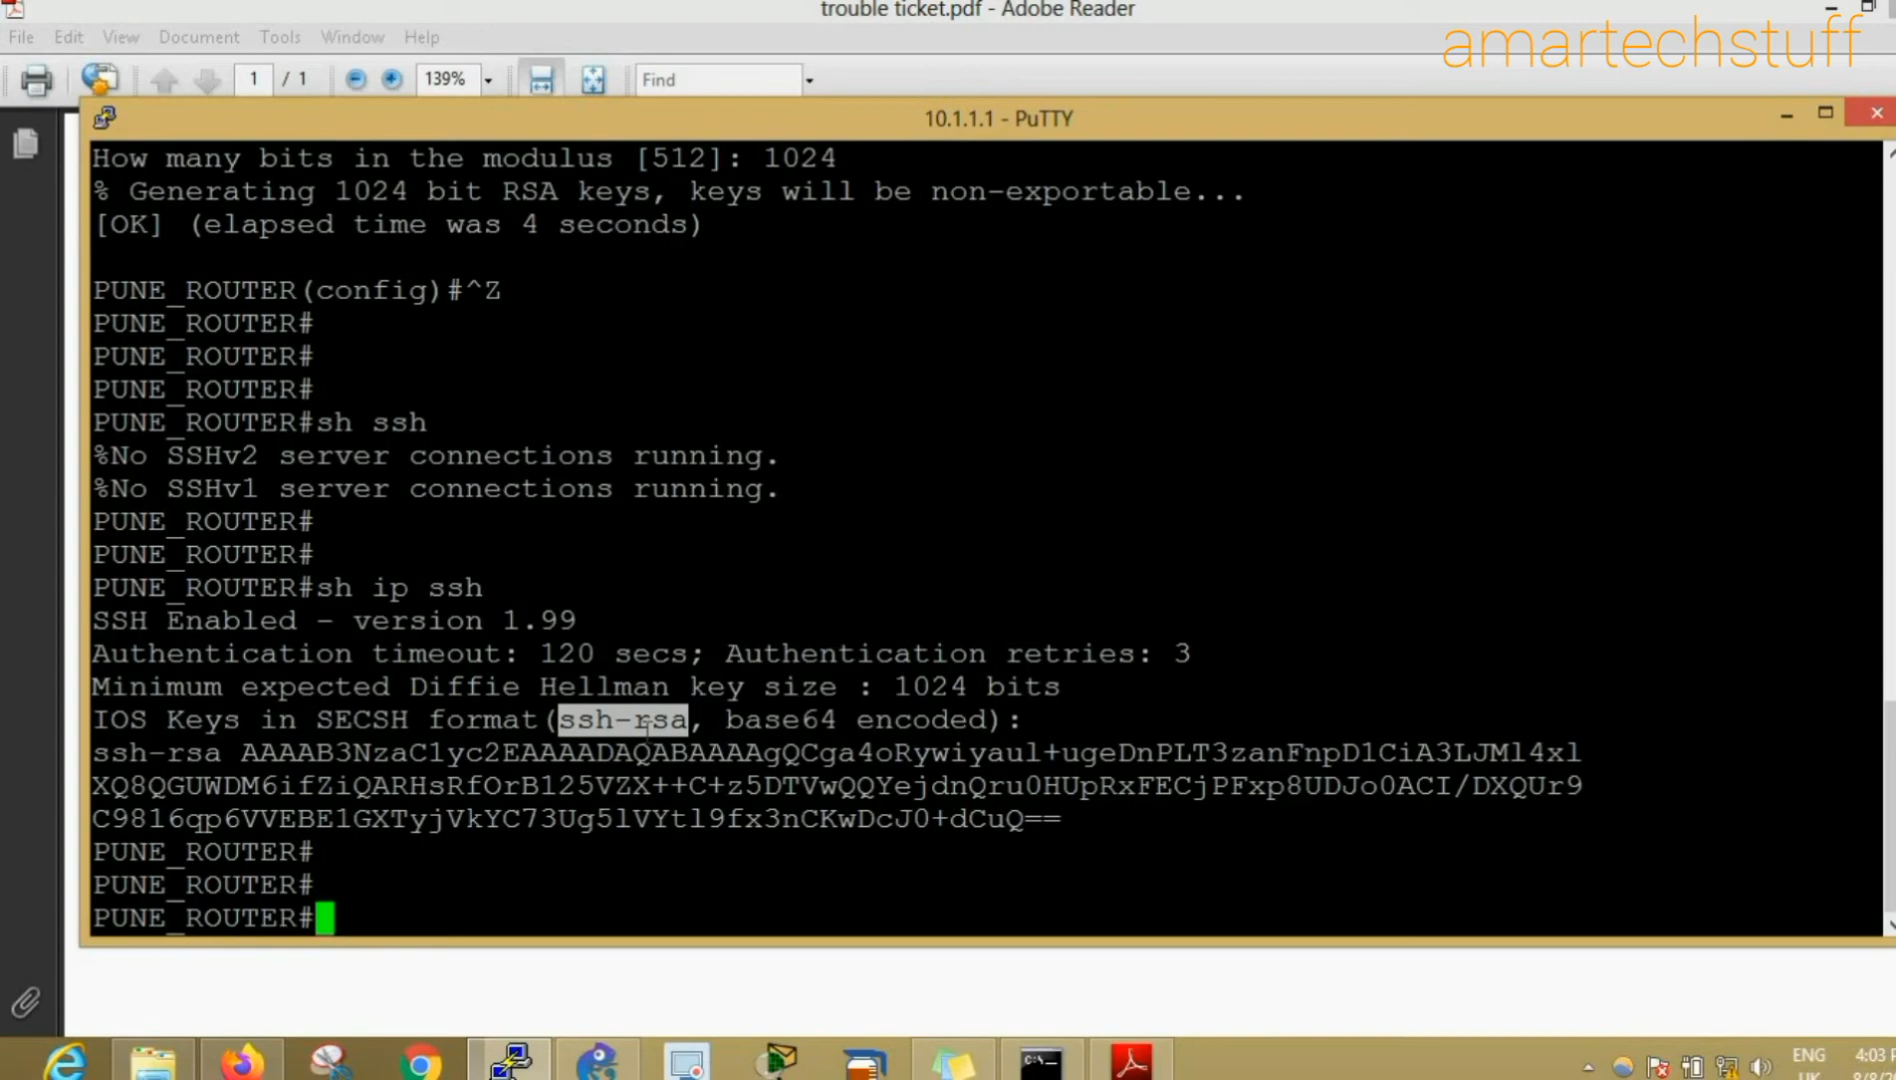 trouble ticket.pdf - Adobe Reader
amartechstuff
File Edit View Document Tools Window Help
1 / 1 139% Find
10.1.1.1 - PuTTY
How many bits in the modulus [512]: 1024
% Generating 1024 bit RSA keys, keys will be non-exportable...
[OK] (elapsed time was 4 seconds)
PUNE_ROUTER(config)#^Z
PUNE_ROUTER#
PUNE_ROUTER#
PUNE_ROUTER#
PUNE_ROUTER#sh ssh
%No SSHv2 server connections running.
%No SSHv1 server connections running.
PUNE_ROUTER#
PUNE_ROUTER#
PUNE_ROUTER#sh ip ssh
SSH Enabled - version 1.99
Authentication timeout: 120 secs; Authentication retries: 3
Minimum expected Diffie Hellman key size : 1024 bits
IOS Keys in SECSH format(ssh-rsa, base64 encoded):
ssh-rsa AAAAB3NzaC1yc2EAAAADAQABAAAAgQCga4oRywiyaul+ugeDnPLT3zanFnpD1CiA3LJMl4xl
XQ8QGUWDM6ifZiQARHsRfOrB125VZX++C+z5DTVwQQYejdnQru0HUpRxFECjPFxp8UDJo0ACI/DXQUr9
C9816qp6VVEBE1GXTyjVkYC73Ug5lVYtl9fx3nCKwDcJ0+dCuQ==
PUNE_ROUTER#
PUNE_ROUTER#
PUNE_ROUTER#
ENG 4:03